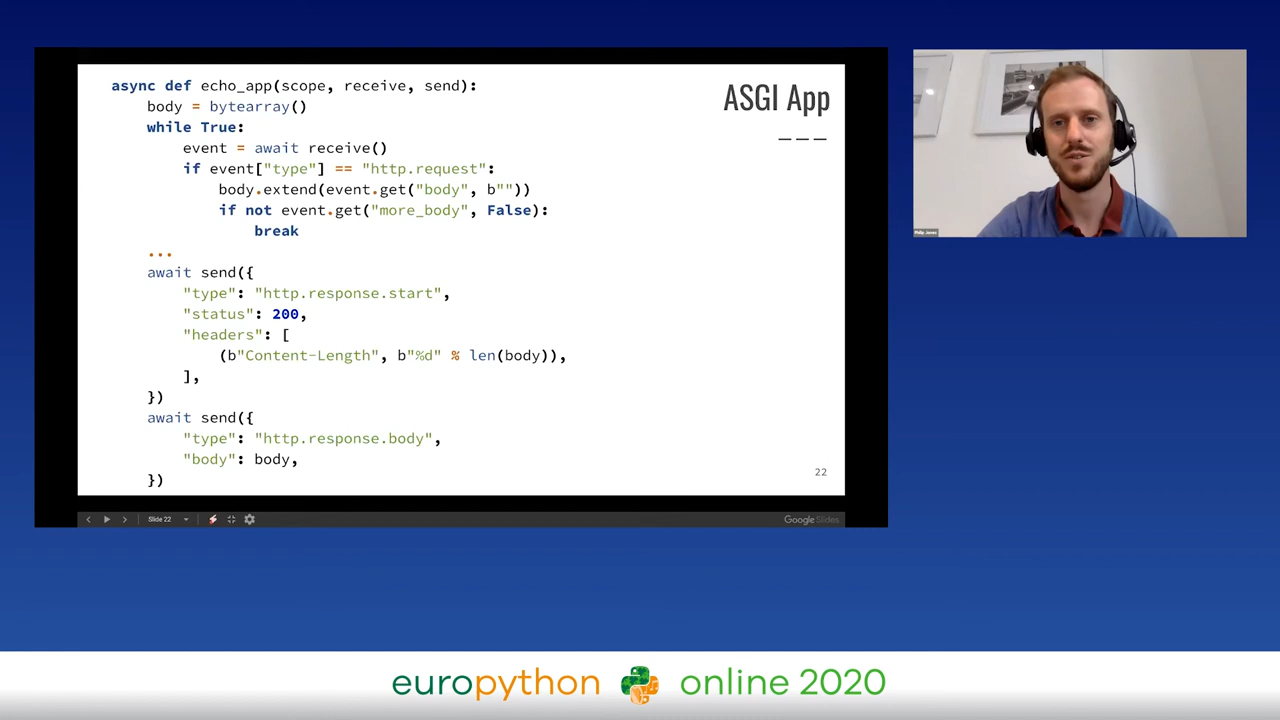 async def echo_app(scope, receive, send):
    body = bytearray()
    while True:
        event = await receive()
        if event["type"] == "http.request":
            body.extend(event.get("body", b""))
            if not event.get("more_body", False):
                break
    ...
    await send({
        "type": "http.response.start",
        "status": 200,
        "headers": [
            (b"Content-Length", b"%d" % len(body)),
        ],
    })
    await send({
        "type": "http.response.body",
        "body": body,
    })
ASGI App
22
Slide 22
Google Slides
Philip Jones
europython online 2020